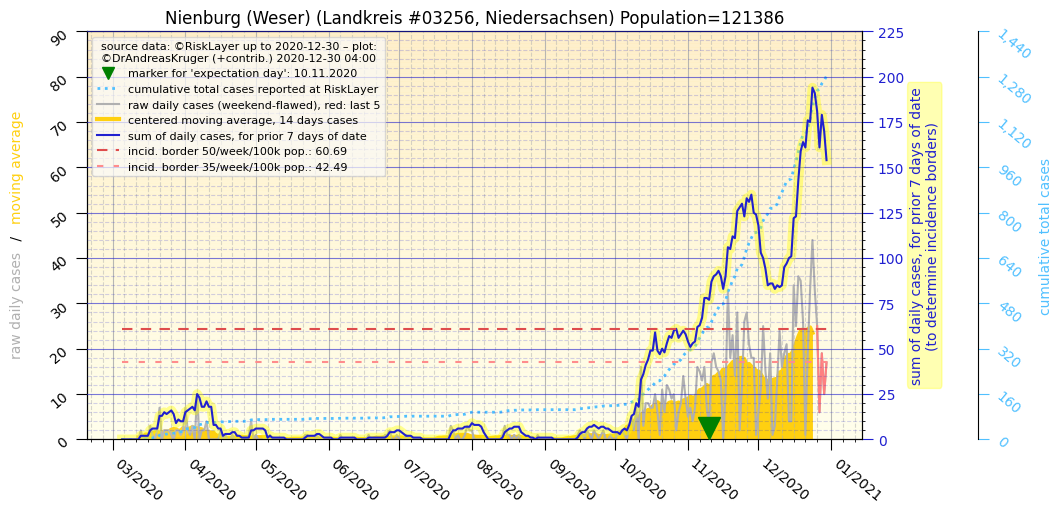 Nienburg (Weser) (Landkreis #03256, Niedersachsen) Population=121386
source data: ©RiskLayer up to 2020-12-30 – plot:
©DrAndreasKruger (+contrib.) 2020-12-30 04:00
marker for 'expectation day': 10.11.2020
cumulative total cases reported at RiskLayer
raw daily cases (weekend-flawed), red: last 5
centered moving average, 14 days cases
sum of daily cases, for prior 7 days of date
incid. border 50/week/100k pop.: 60.69
incid. border 35/week/100k pop.: 42.49
raw daily cases / moving average
90
80
70
60
50
40
30
20
10
0
03/2020
04/2020
05/2020
06/2020
07/2020
08/2020
09/2020
10/2020
11/2020
12/2020
01/2021
225
200
175
150
125
100
75
50
25
0
sum of daily cases, for prior 7 days of date
(to determine incidence borders)
1,440
1,280
1,120
960
800
640
480
320
160
0
cumulative total cases